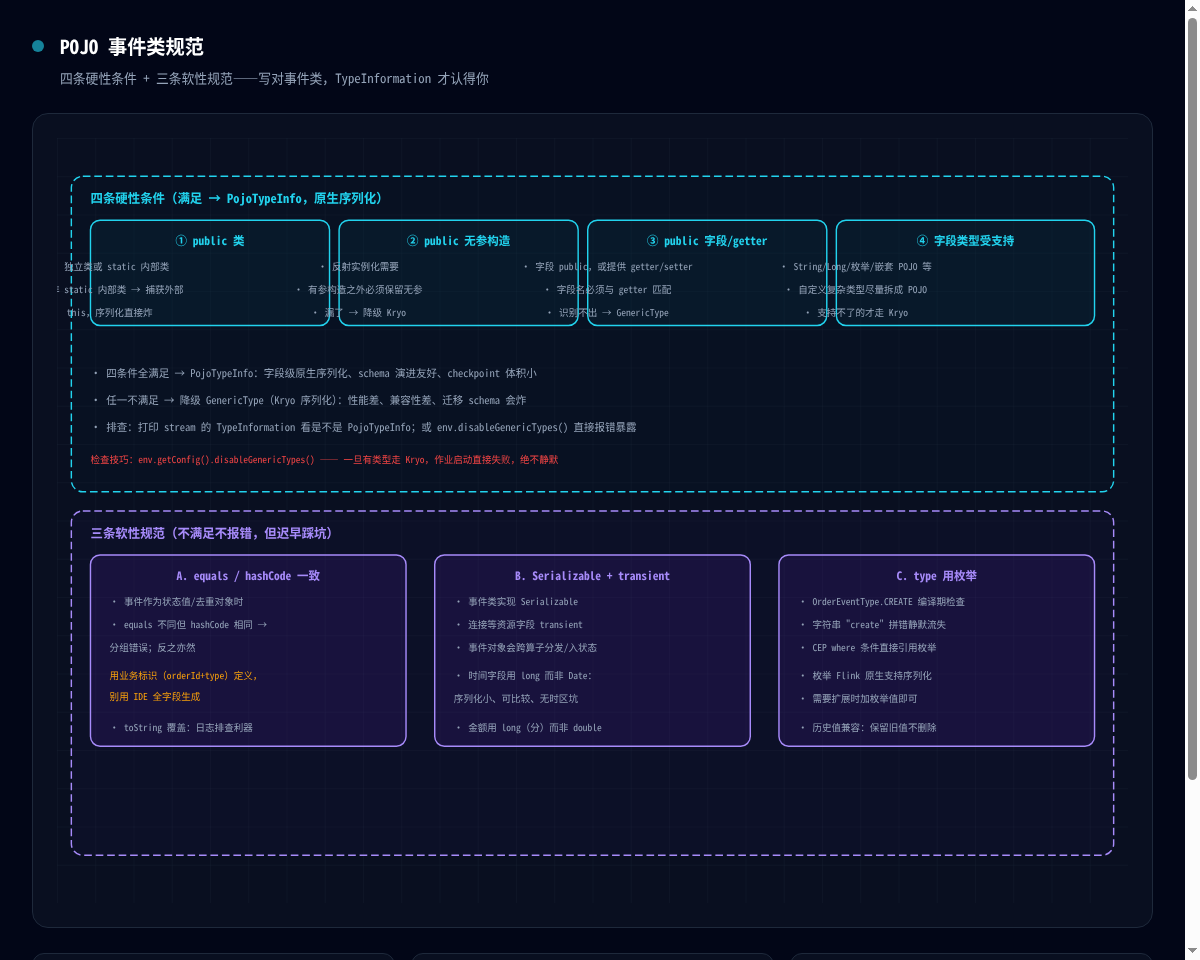 POJO 事件类规范
四条硬性条件 + 三条软性规范——写对事件类，TypeInformation 才认得你
四条硬性条件（满足 → PojoTypeInfo，原生序列化）
① public 类
独立类或 static 内部类
static 内部类 → 捕获外部
this，序列化直接炸
② public 无参构造
• 反射实例化需要
• 有参构造之外必须保留无参
• 漏了 → 降级 Kryo
③ public 字段/getter
• 字段 public，或提供 getter/setter
• 字段名必须与 getter 匹配
• 识别不出 → GenericType
④ 字段类型受支持
• String/Long/枚举/嵌套 POJO 等
• 自定义复杂类型尽量拆成 POJO
• 支持不了的才走 Kryo
• 四条件全满足 → PojoTypeInfo：字段级原生序列化、schema 演进友好、checkpoint 体积小
• 任一不满足 → 降级 GenericType（Kryo 序列化）：性能差、兼容性差、迁移 schema 会炸
• 排查：打印 stream 的 TypeInformation 看是不是 PojoTypeInfo；或 env.disableGenericTypes() 直接报错暴露
检查技巧：env.getConfig().disableGenericTypes() —— 一旦有类型走 Kryo，作业启动直接失败，绝不静默
三条软性规范（不满足不报错，但迟早踩坑）
A. equals / hashCode 一致
• 事件作为状态值/去重对象时
• equals 不同但 hashCode 相同 →
分组错误；反之亦然
用业务标识（orderId+type）定义，
别用 IDE 全字段生成
• toString 覆盖：日志排查利器
B. Serializable + transient
• 事件类实现 Serializable
• 连接等资源字段 transient
• 事件对象会跨算子分发/入状态
• 时间字段用 long 而非 Date：
序列化小、可比较、无时区坑
• 金额用 long（分）而非 double
C. type 用枚举
• OrderEventType.CREATE 编译期检查
• 字符串 "create" 拼错静默流失
• CEP where 条件直接引用枚举
• 枚举 Flink 原生支持序列化
• 需要扩展时加枚举值即可
• 历史值兼容：保留旧值不删除